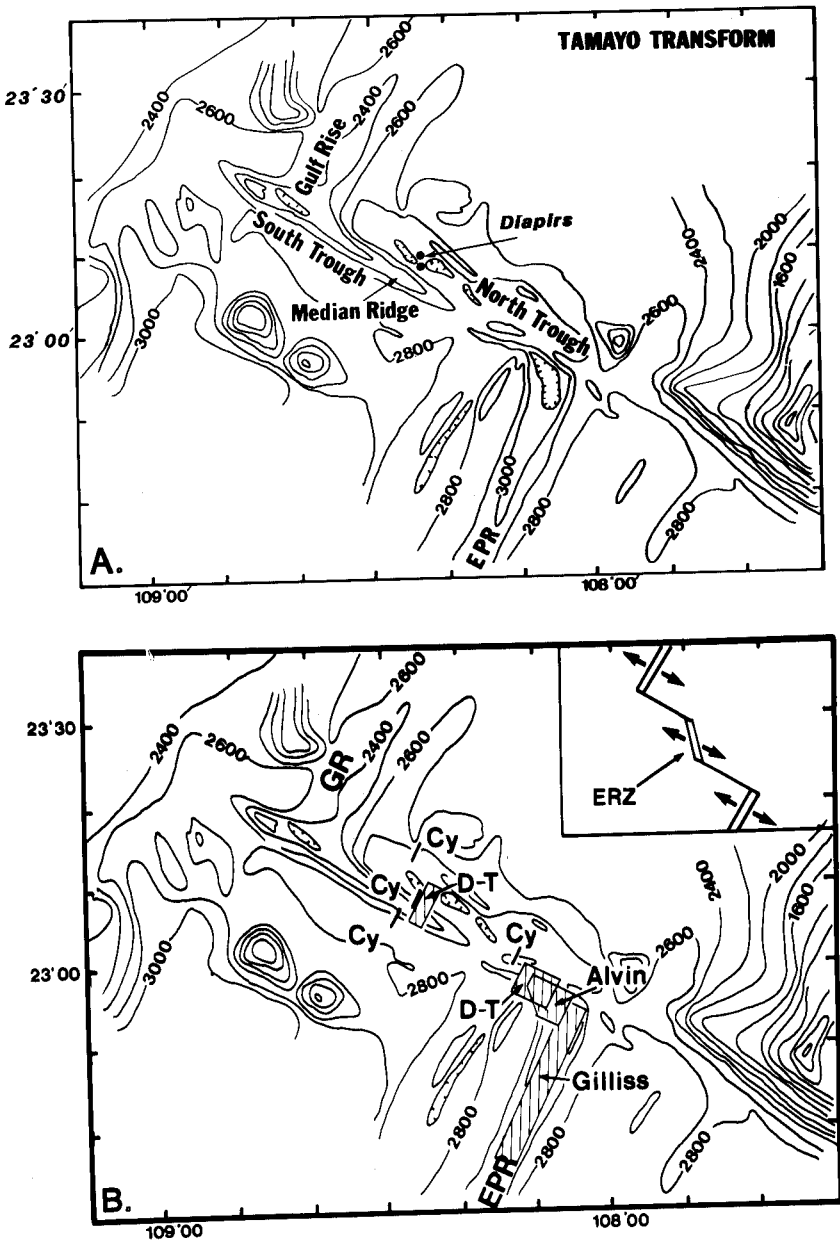 TAMAYO TRANSFORM
2600
23°30'
2400
2600
2400
2600
Gulf Rise
Diapirs
South Trough
2400
2000
1600
Median Ridge
North Trough
2600
3000
23°00'
2800
2800
3000
2800
2800
EPR
A.
109°00'
108°00'
2600
23°30'
2400
2600
GR
2400
2600
ERZ
Cy
Cy
D-T
2400
2000
1600
Cy
Cy
2600
3000
23°00'
2800
Alvin
D-T
Gilliss
2800
2800
2800
EPR
B.
109°00'
108°00'